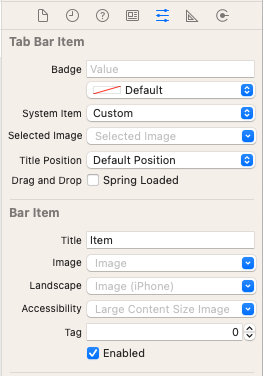 Tab Bar Item
Badge Value
Default
System Item Custom
Selected Image Selected Image
Title Position Default Position
Drag and Drop Spring Loaded
Bar Item
Title Item
Image Image
Landscape Image (iPhone)
Accessibility Large Content Size Image
Tag 0
Enabled